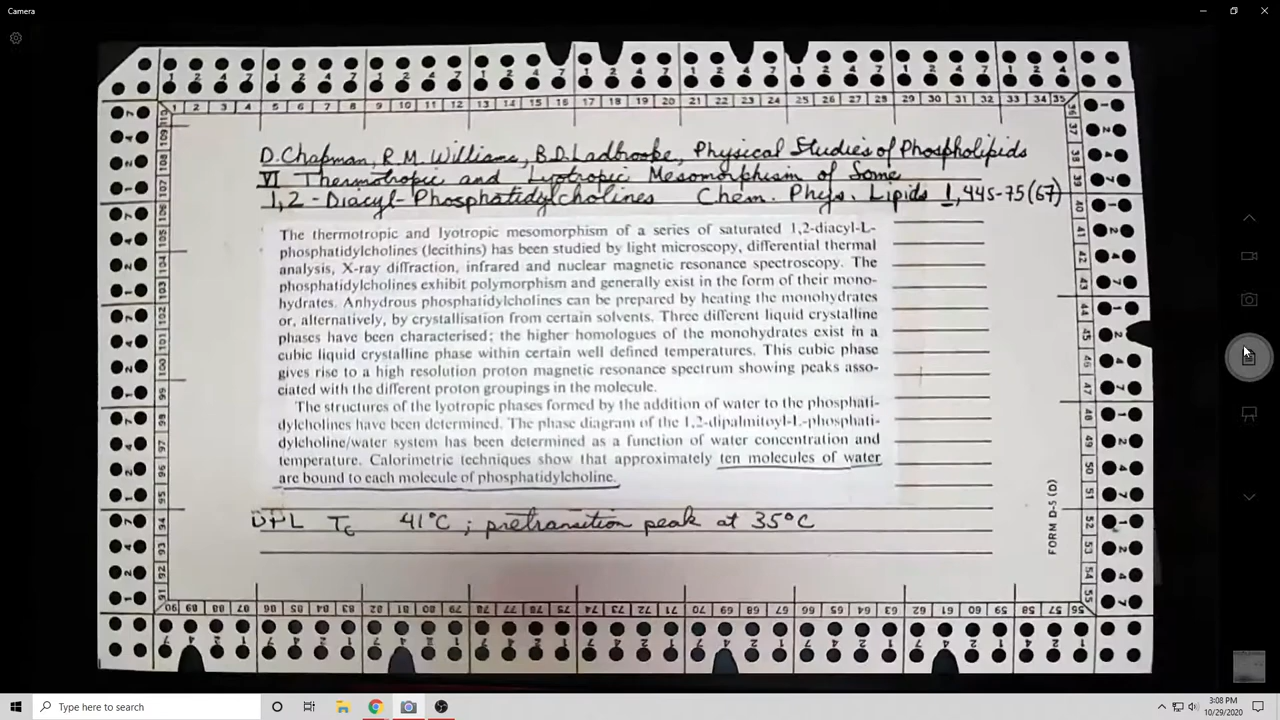 Camera
D. Chapman, R.M. Williams, B.D. Ladbrooke, Physical Studies of Phospholipids
VI Thermotropic and Lyotropic Mesomorphism of Some
1,2-Diacyl-Phosphatidylcholines Chem. Phys. Lipids 1, 445-75(67)
The thermotropic and lyotropic mesomorphism of a series of saturated 1,2-diacyl-L-
phosphatidylcholines (lecithins) has been studied by light microscopy, differential thermal
analysis, X-ray diffraction, infrared and nuclear magnetic resonance spectroscopy. The
phosphatidylcholines exhibit polymorphism and generally exist in the form of their mono-
hydrates. Anhydrous phosphatidylcholines can be prepared by heating the monohydrates
or, alternatively, by crystallisation from certain solvents. Three different liquid crystalline
phases have been characterised; the higher homologues of the monohydrates exist in a
cubic liquid crystalline phase within certain well defined temperatures. This cubic phase
gives rise to a high resolution proton magnetic resonance spectrum showing peaks asso-
ciated with the different proton groupings in the molecule.
The structures of the lyotropic phases formed by the addition of water to the phosphati-
dylcholines have been determined. The phase diagram of the 1,2-dipalmitoyl-L-phosphati-
dylcholine/water system has been determined as a function of water concentration and
temperature. Calorimetric techniques show that approximately ten molecules of water
are bound to each molecule of phosphatidylcholine.
DPL Tc 41°C ; pretransition peak at 35°C
FORM D-5 (D)
Type here to search
3:08 PM
10/29/2020